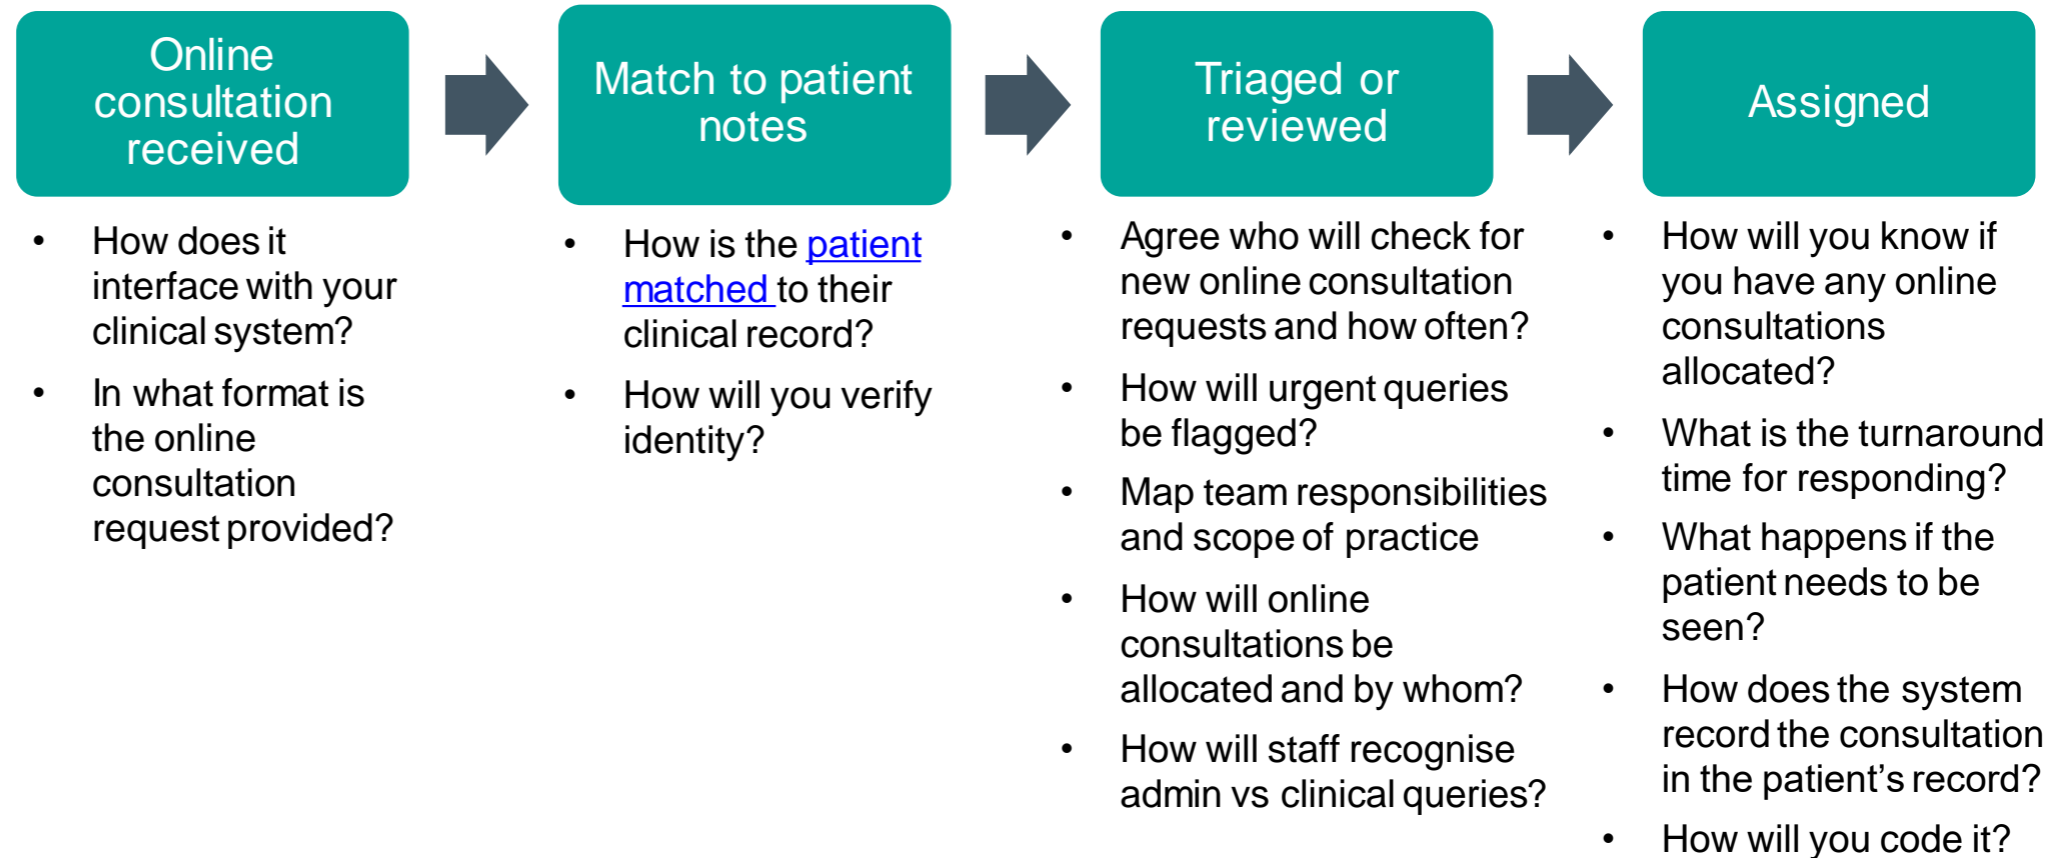 Online
consultation
received
• How does it
interface with your
clinical system?
• In what format is
the online
consultation
request provided?
Match to patient
notes
• How is the patient
matched to their
clinical record?
• How will you verify
identity?
Triaged or
reviewed
• Agree who will check for
new online consultation
requests and how often?
• How will urgent queries
be flagged?
• Map team responsibilities
and scope of practice
• How will online
consultations be
allocated and by whom?
• How will staff recognise
admin vs clinical queries?
Assigned
• How will you know if
you have any online
consultations
allocated?
• What is the turnaround
time for responding?
• What happens if the
patient needs to be
seen?
• How does the system
record the consultation
in the patient’s record?
• How will you code it?